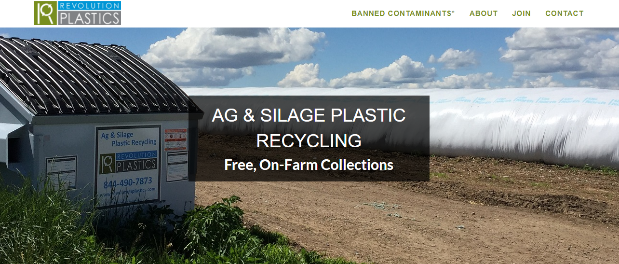 REVOLUTION
PLASTICS
BANNED CONTAMINANTS* ABOUT JOIN CONTACT
AG & SILAGE PLASTIC
RECYCLING
Free, On-Farm Collections
Ag & Silage
Plastic Recycling
REVOLUTION
PLASTICS
844-490-7873